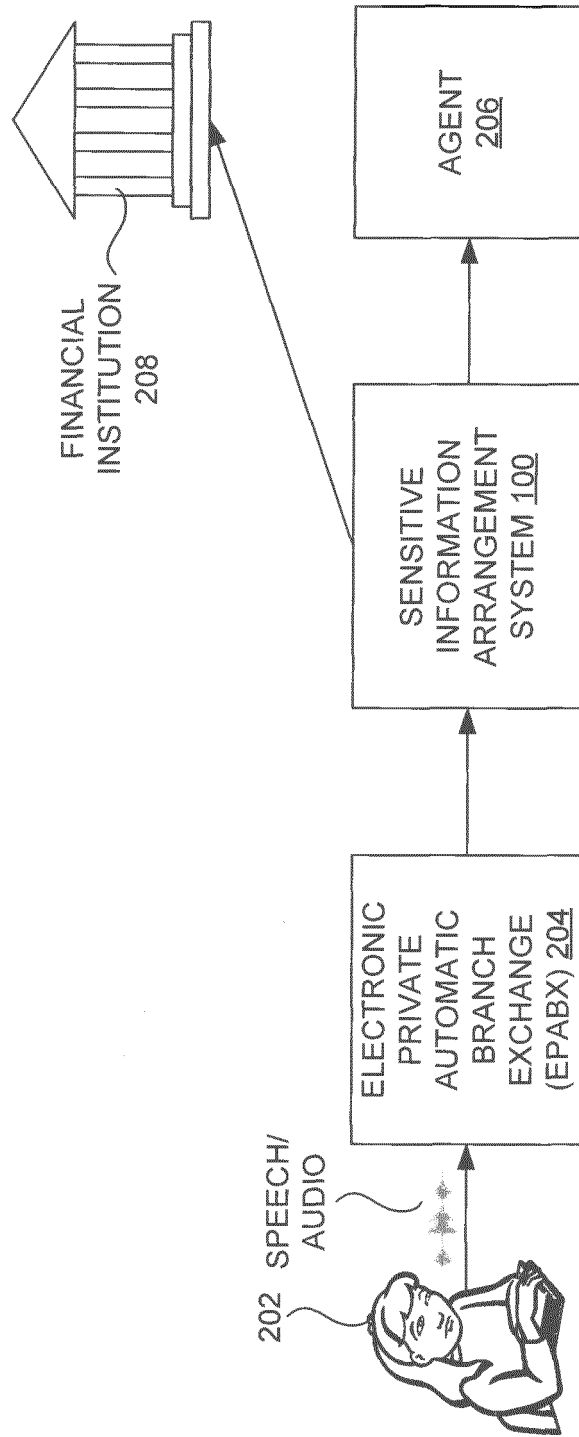 202
SPEECH/
AUDIO
ELECTRONIC
PRIVATE
AUTOMATIC
BRANCH
EXCHANGE
(EPABX) 204
SENSITIVE
INFORMATION
ARRANGEMENT
SYSTEM 100
FINANCIAL
INSTITUTION
208
AGENT
206